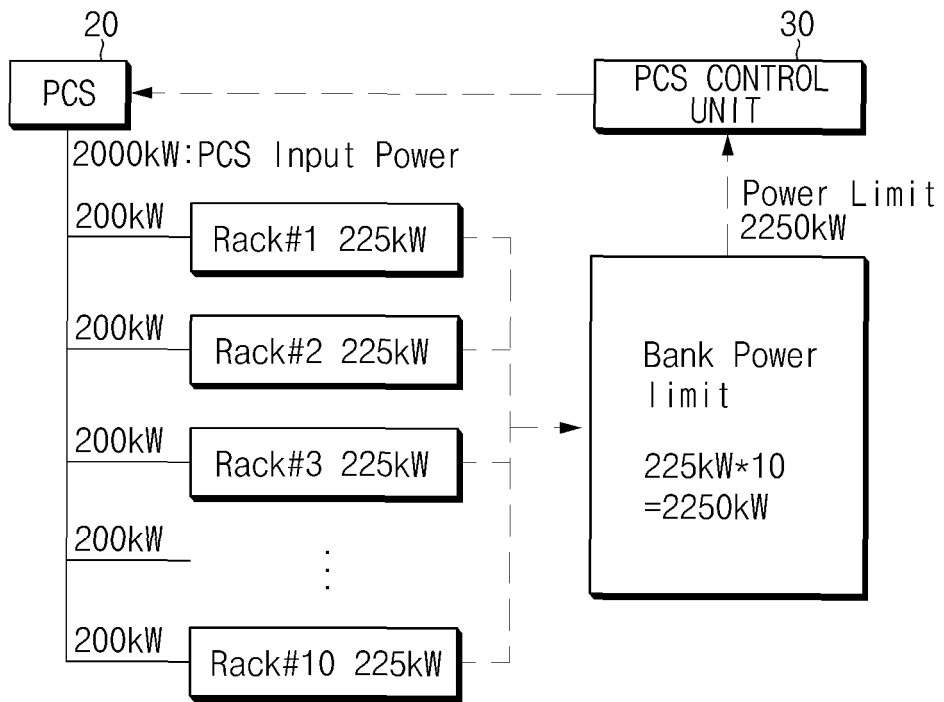 20
30
PCS
PCS CONTROL
UNIT
2000kW:PCS Input Power
Power Limit
2250kW
200kW
Rack#1 225kW
200kW
Rack#2 225kW
Bank Power
limit
200kW
Rack#3 225kW
225kW*10
=2250kW
200kW
200kW
Rack#10 225kW